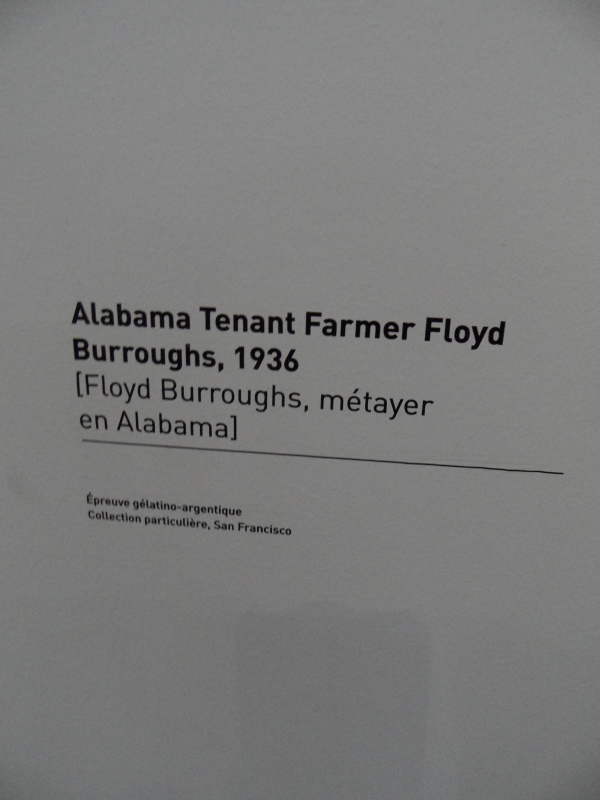 Alabama Tenant Farmer Floyd
Burroughs, 1936
[Floyd Burroughs, métayer
en Alabama]
Épreuve gélatino-argentique
Collection particulière, San Francisco